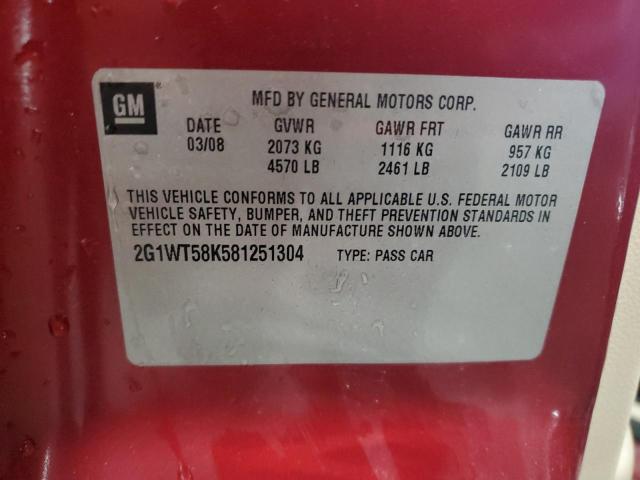 GM
MFD BY GENERAL MOTORS CORP.
DATE GVWR GAWR FRT GAWR RR
03/08 2073 KG 1116 KG 957 KG
4570 LB 2461 LB 2109 LB
THIS VEHICLE CONFORMS TO ALL APPLICABLE U.S. FEDERAL MOTOR
VEHICLE SAFETY, BUMPER, AND THEFT PREVENTION STANDARDS IN
EFFECT ON THE DATE OF MANUFACTURE SHOWN ABOVE.
2G1WT58K581251304 TYPE: PASS CAR